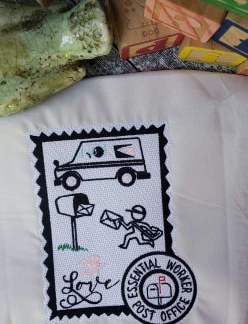 Love
ESSENTIAL WORKER
POST OFFICE